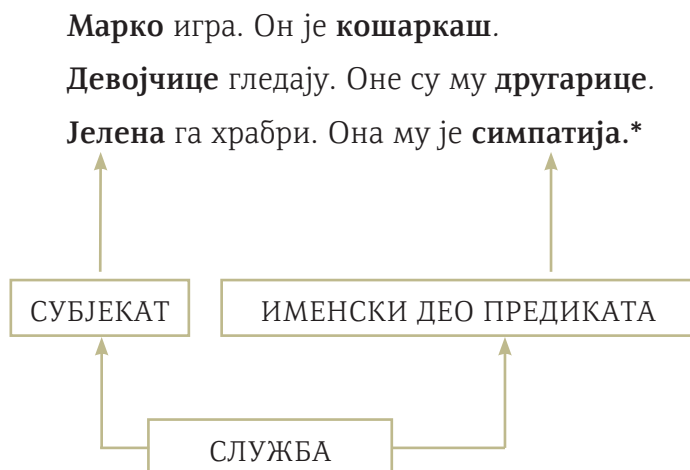 Марко игра. Он је кошаркаш.
Девојчице гледају. Оне су му другарице.
Јелена га храбри. Она му је симпатија.*
СУБЈЕКАТ
ИМЕНСКИ ДЕО ПРЕДИКАТА
СЛУЖБА